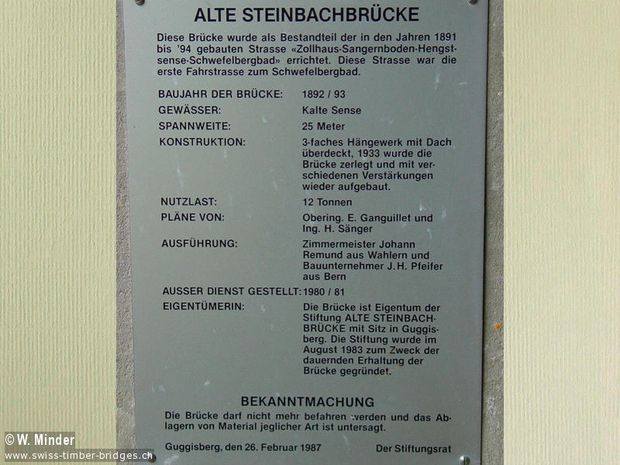 ALTE STEINBACHBRÜCKE
Diese Brücke wurde als Bestandteil der in den Jahren 1891
bis '94 gebauten Strasse «Zollhaus-Sangernboden-Hengst-
sense-Schwefelbergbad» errichtet. Diese Strasse war die
erste Fahrstrasse zum Schwefelbergbad.
BAUJAHR DER BRÜCKE: 1892 / 93
GEWÄSSER: Kalte Sense
SPANNWEITE: 25 Meter
KONSTRUKTION: 3-faches Hängewerk mit Dach
überdeckt, 1933 wurde die
Brücke zerlegt und mit ver-
schiedenen Verstärkungen
wieder aufgebaut.
NUTZLAST: 12 Tonnen
PLÄNE VON: Obering. E. Ganguillet und
Ing. H. Sänger
AUSFÜHRUNG: Zimmermeister Johann
Remund aus Wahlern und
Bauunternehmer J. H. Pfeifer
aus Bern
AUSSER DIENST GESTELLT: 1980 / 81
EIGENTÜMERIN: Die Brücke ist Eigentum der
Stiftung ALTE STEINBACH-
BRÜCKE mit Sitz in Guggis-
berg. Die Stiftung wurde im
August 1983 zum Zweck der
dauernden Erhaltung der
Brücke gegründet.
BEKANNTMACHUNG
Die Brücke darf nicht mehr befahren werden und das Ab-
lagern von Material jeglicher Art ist untersagt.
Guggisberg, den 26. Februar 1987 Der Stiftungsrat
© W. Minder
www.swiss-timber-bridges.ch